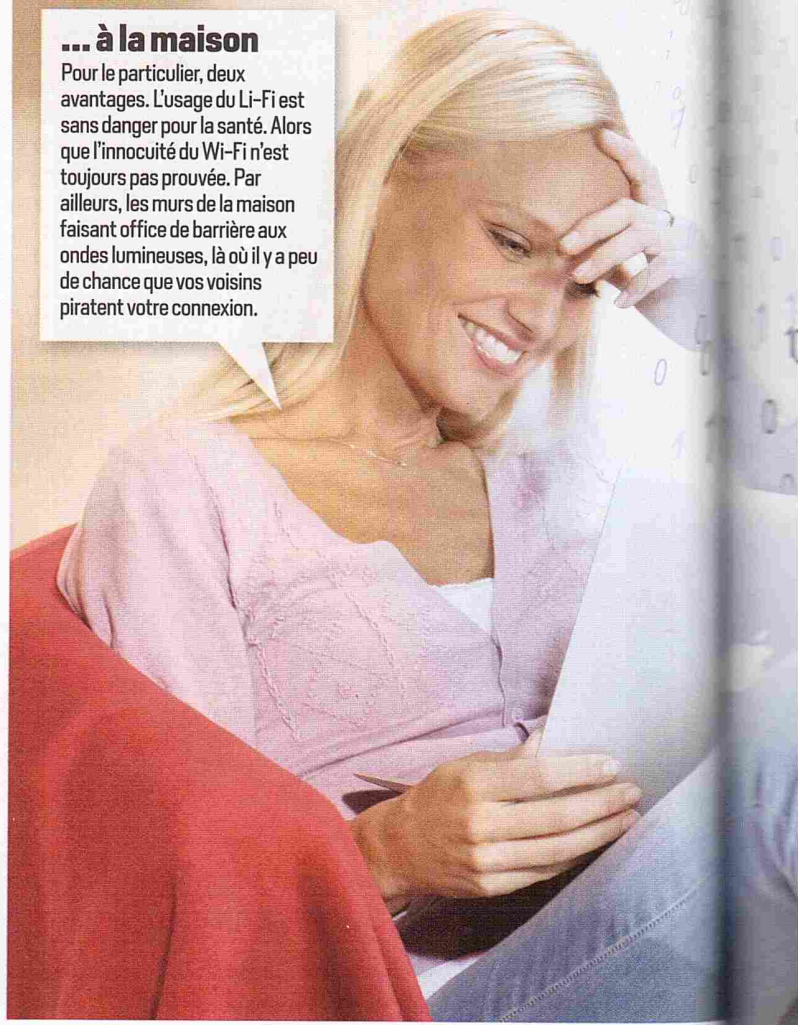 ... à la maison
Pour le particulier, deux
avantages. L'usage du Li-Fi est
sans danger pour la santé. Alors
que l'innocuité du Wi-Fi n'est
toujours pas prouvée. Par
ailleurs, les murs de la maison
faisant office de barrière aux
ondes lumineuses, là où il y a peu
de chance que vos voisins
piratent votre connexion.